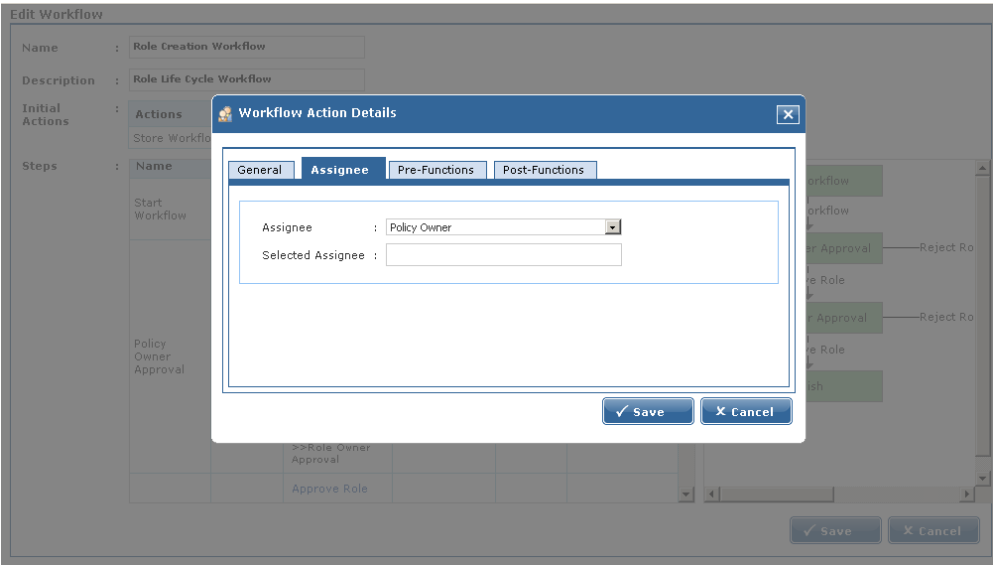 Edit Workflow
Name : Role Creation Workflow
Description : Role Life Cycle Workflow
Initial Actions :
Actions
Store Workflo
Steps :
Name
Start Workflow
Policy Owner Approval
>>Role Owner Approval
Approve Role
Workflow Action Details
General
Assignee
Pre-Functions
Post-Functions
Assignee : Policy Owner
Selected Assignee :
Save
Cancel
orkflow
orkflow
er Approval
Reject Ro
ve Role
r Approval
Reject Ro
ve Role
ish
Save
Cancel